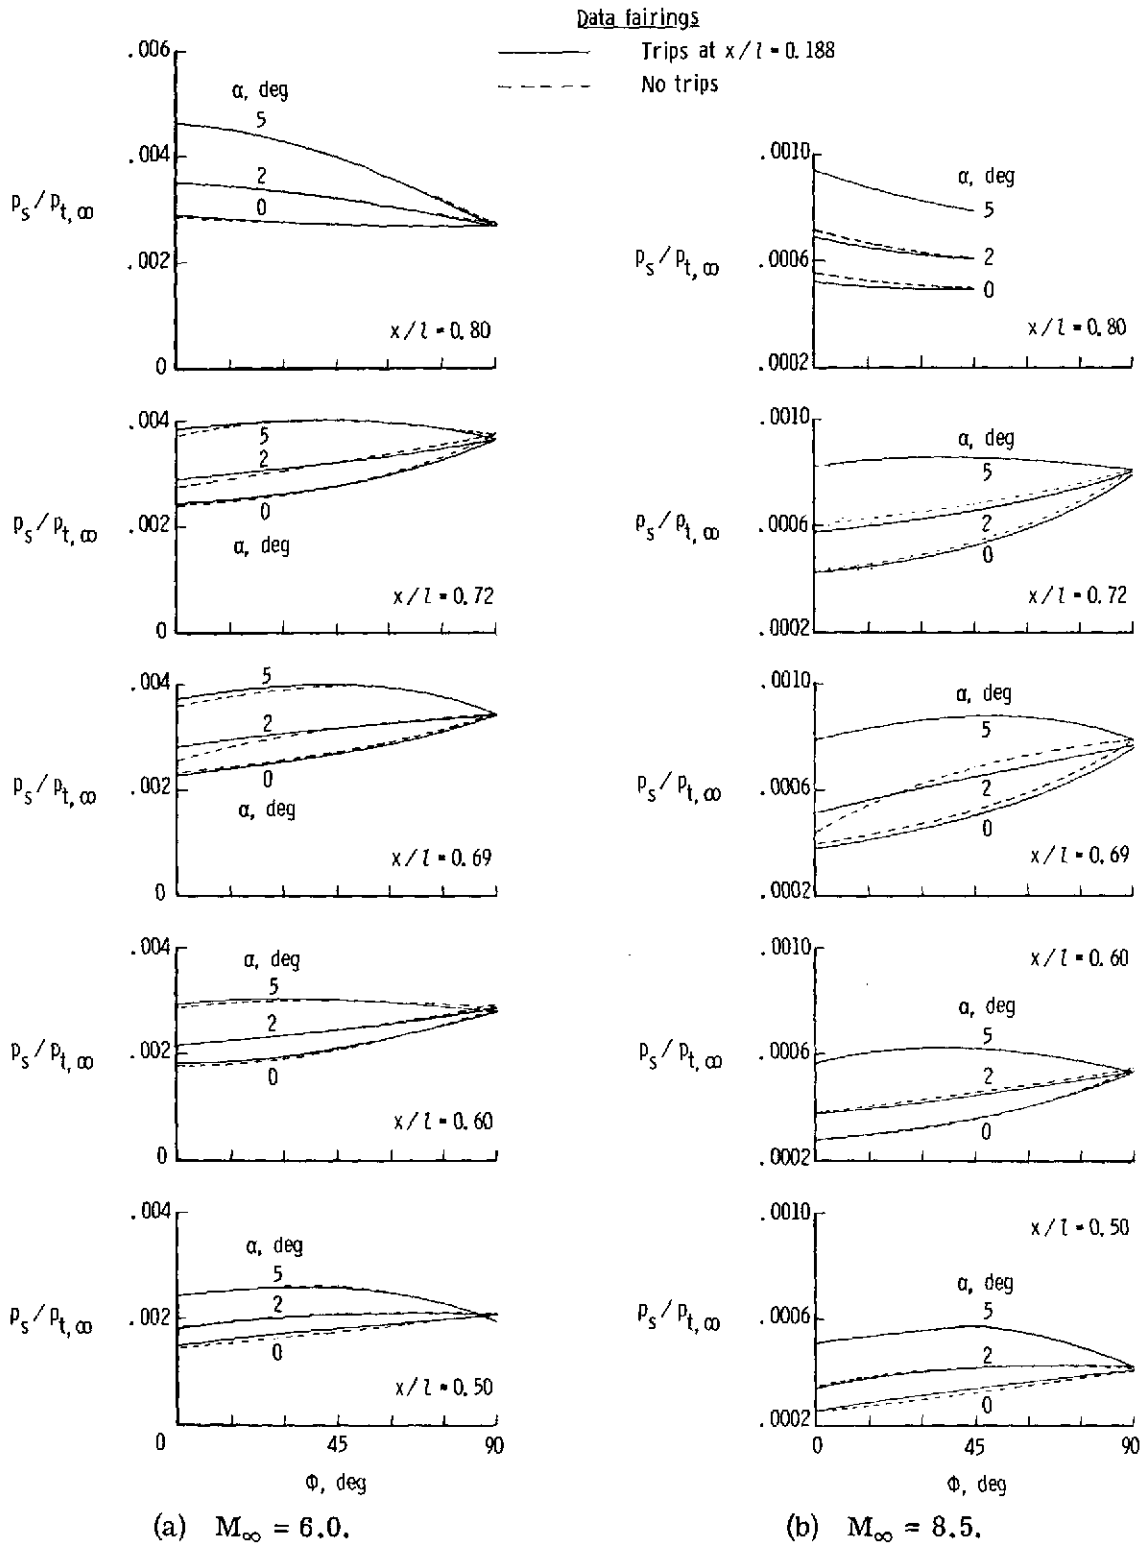 Data fairings
Trips at x/l = 0.188
No trips
.006
α, deg
5
.004
2
p_s/p_t,∞
0
.002
x/l = 0.80
0
.004
5
2
p_s/p_t,∞
.002
0
α, deg
x/l = 0.72
0
.004
5
2
p_s/p_t,∞
.002
0
α, deg
x/l = 0.69
0
.004
α, deg
5
2
p_s/p_t,∞
.002
0
x/l = 0.60
0
.004
α, deg
5
2
p_s/p_t,∞
.002
0
x/l = 0.50
0
45
90
Φ, deg
(a) M∞ = 6.0.
.0010
α, deg
5
p_s/p_t,∞
.0006
2
0
x/l = 0.80
.0002
.0010
α, deg
5
p_s/p_t,∞
.0006
2
0
x/l = 0.72
.0002
.0010
α, deg
5
p_s/p_t,∞
.0006
2
0
x/l = 0.69
.0002
.0010
x/l = 0.60
α, deg
5
p_s/p_t,∞
.0006
2
0
.0002
.0010
x/l = 0.50
α, deg
5
p_s/p_t,∞
.0006
2
0
.0002
0
45
90
Φ, deg
(b) M∞ = 8.5.